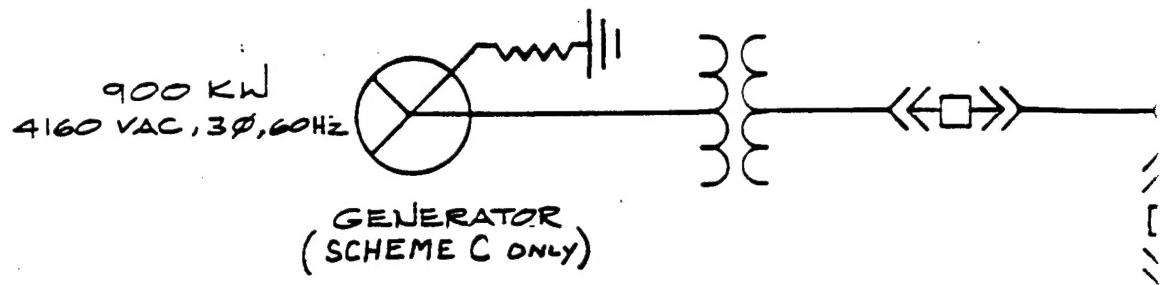 900 KW
4160 VAC, 3Ø, 60Hz
GENERATOR
(SCHEME C ONLY)